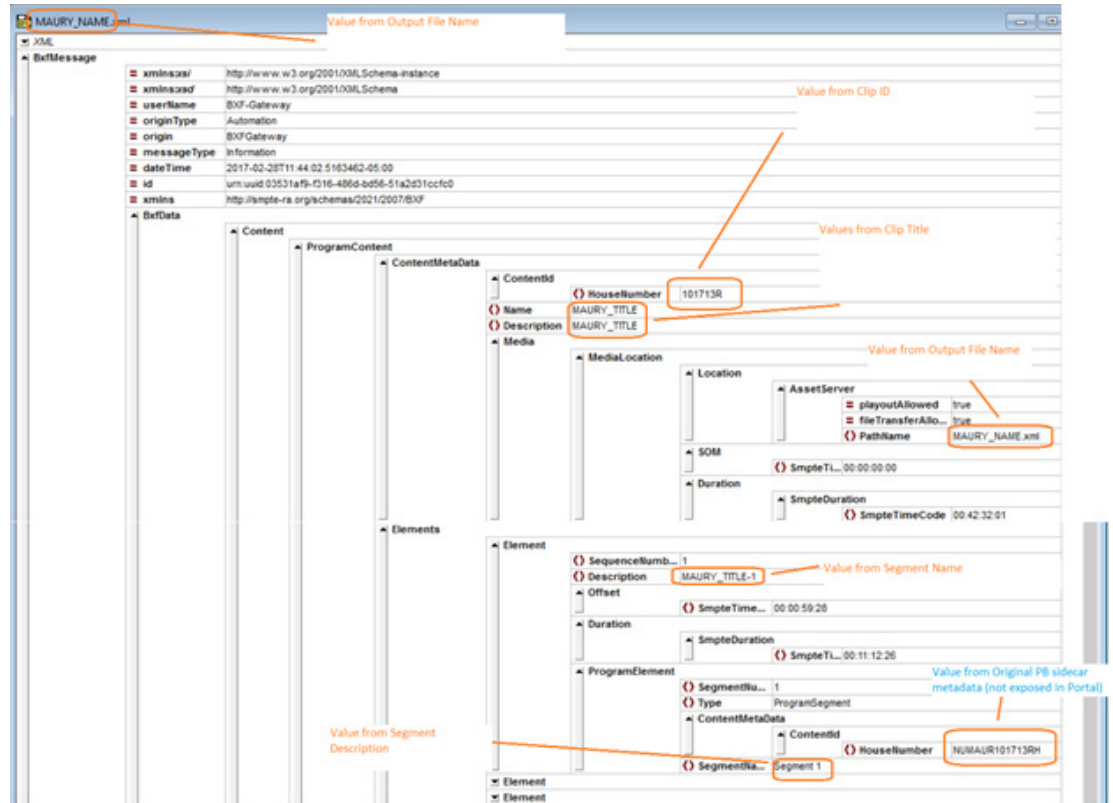 MAURY_NAME.xml
Value from Output File Name
XML
BxfMessage
xmlns:xsi http://www.w3.org/2001/XMLSchema-instance
xmlns:xsd http://www.w3.org/2001/XMLSchema
userName BXF-Gateway
Value from Clip ID
originType Automation
origin BXFGateway
messageType Information
dateTime 2017-02-28T11:44:02.5163462-05:00
id urn:uuid:03531af9-f316-486d-bd56-51a2d31ccfc0
xmlns http://smpte-ra.org/schemas/2021/2007/BXF
BxfData
Content
Values from Clip Title
ProgramContent
ContentMetaData
ContentId
HouseNumber 101713R
Name MAURY_TITLE
Description MAURY_TITLE
Media
Value from Output File Name
MediaLocation
Location
AssetServer
playoutAllowed true
fileTransferAllo... true
PathName MAURY_NAME.xml
SOM
SmpteTi... 00:00:00:00
Duration
SmpteDuration
SmpteTimeCode 00:42:32:01
Elements
Element
SequenceNumb... 1
Description MAURY_TITLE-1
Value from Segment Name
Offset
SmpteTime... 00:00:59:28
Duration
SmpteDuration
SmpteTi... 00:11:12:26
ProgramElement
Value from Original PB sidecar
metadata (not exposed in Portal)
SegmentNu... 1
Type ProgramSegment
ContentMetaData
Value from Segment
Description
ContentId
HouseNumber NUMAUR101713RH
SegmentNa... Segment 1
Element
Element